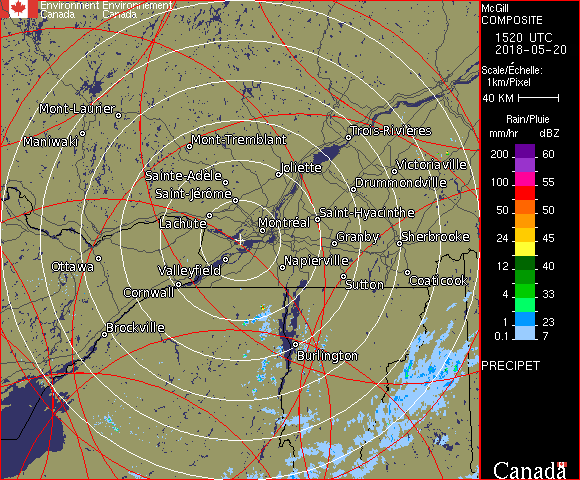 Environment Environnement
Canada Canada
Mont-Laurier
Maniwaki
Mont-Tremblant
Trois-Rivières
Joliette
Victoriaville
Sainte-Adèle
Drummondville
Saint-Jérôme
Lachute
Montréal
Saint-Hyacinthe
Granby
Sherbrooke
Ottawa
Valleyfield
Napierville
Cornwall
Sutton
Coaticook
Brockville
Burlington
McGill
COMPOSITE
1520 UTC
2018-05-20
Scale/Échelle:
1km/Pixel
40 KM
Rain/Pluie
mm/hr dBZ
200 60
150 57
100 55
50 50
24 45
12 40
4 33
1 23
0.1 7
PRECIPET
Canada